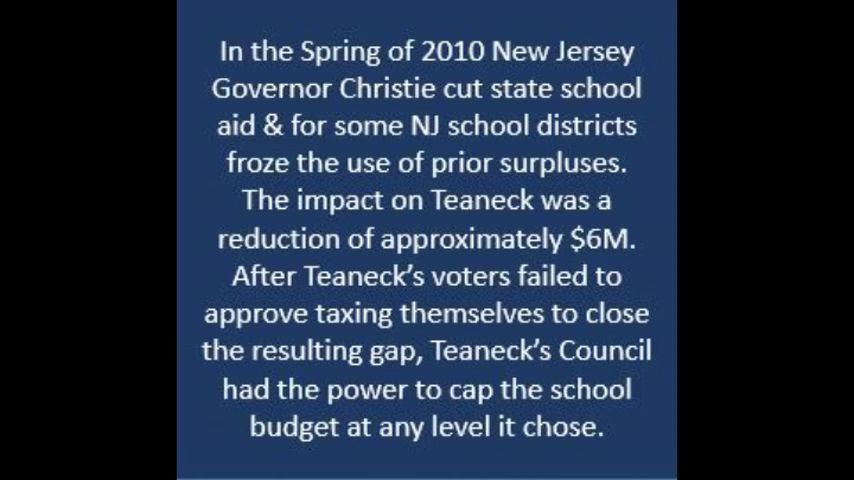 In the Spring of 2010 New Jersey
Governor Christie cut state school
aid & for some NJ school districts
froze the use of prior surpluses.
The impact on Teaneck was a
reduction of approximately $6M.
After Teaneck’s voters failed to
approve taxing themselves to close
the resulting gap, Teaneck’s Council
had the power to cap the school
budget at any level it chose.